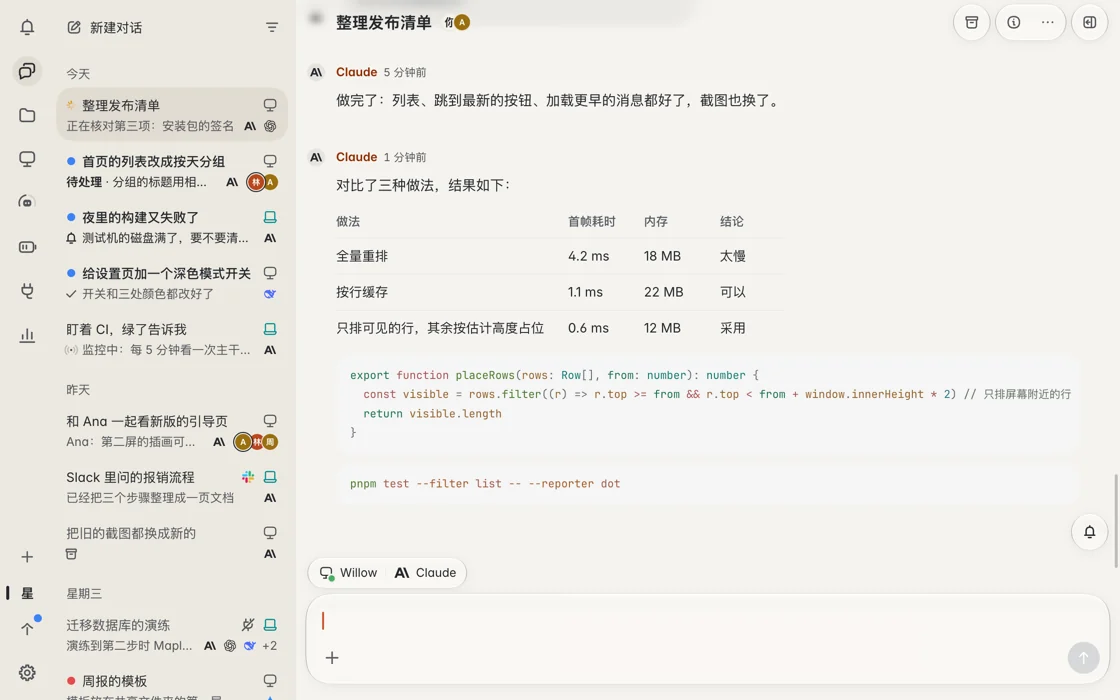 新建对话
今天
整理发布清单
正在核对第三项：安装包的签名
首页的列表改成按天分组
待处理 · 分组的标题用相...
林 A
夜里的构建又失败了
测试机的磁盘满了，要不要清...
给设置页加一个深色模式开关
开关和三处颜色都改好了
盯着 CI，绿了告诉我
监控中：每 5 分钟看一次主干...
昨天
和 Ana 一起看新版的引导页
Ana：第二屏的插画可...
A 林 周
Slack 里问的报销流程
已经把三个步骤整理成一页文档
把旧的截图都换成新的
星
星期三
迁移数据库的演练
演练到第二步时 Mapl...
+2
周报的模板
整理发布清单
你 A
Claude 5 分钟前
做完了：列表、跳到最新的按钮、加载更早的消息都好了，截图也换了。
Claude 1 分钟前
对比了三种做法，结果如下：
做法 首帧耗时 内存 结论
全量重排 4.2 ms 18 MB 太慢
按行缓存 1.1 ms 22 MB 可以
只排可见的行，其余按估计高度占位 0.6 ms 12 MB 采用
export function placeRows(rows: Row[], from: number): number {
const visible = rows.filter((r) => r.top >= from && r.top < from + window.innerHeight * 2) // 只排屏幕附近的行
return visible.length
}
pnpm test --filter list -- --reporter dot
Willow
Claude